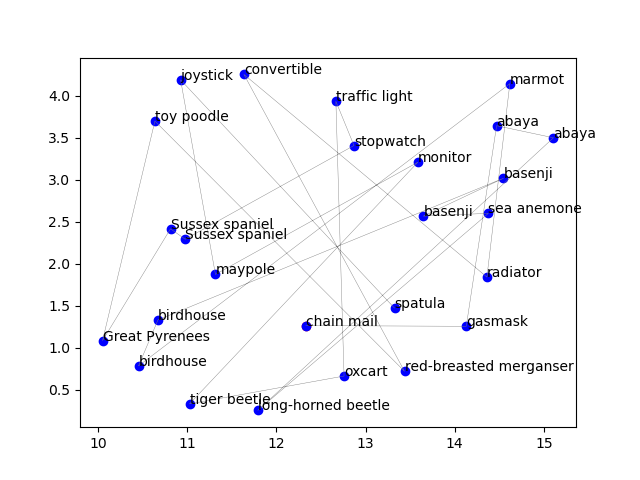 convertible
joystick
marmot
4.0
traffic light
toy poodle
abaya
3.5
abaya
stopwatch
monitor
3.0
basenji
2.5
basenji
sea anemone
Sussex spaniel
Sussex spaniel
2.0
maypole
radiator
1.5
spatula
birdhouse
chain mail
gasmask
1.0
Great Pyrenees
birdhouse
red-breasted merganser
oxcart
0.5
tiger beetle
long-horned beetle
10 11 12 13 14 15